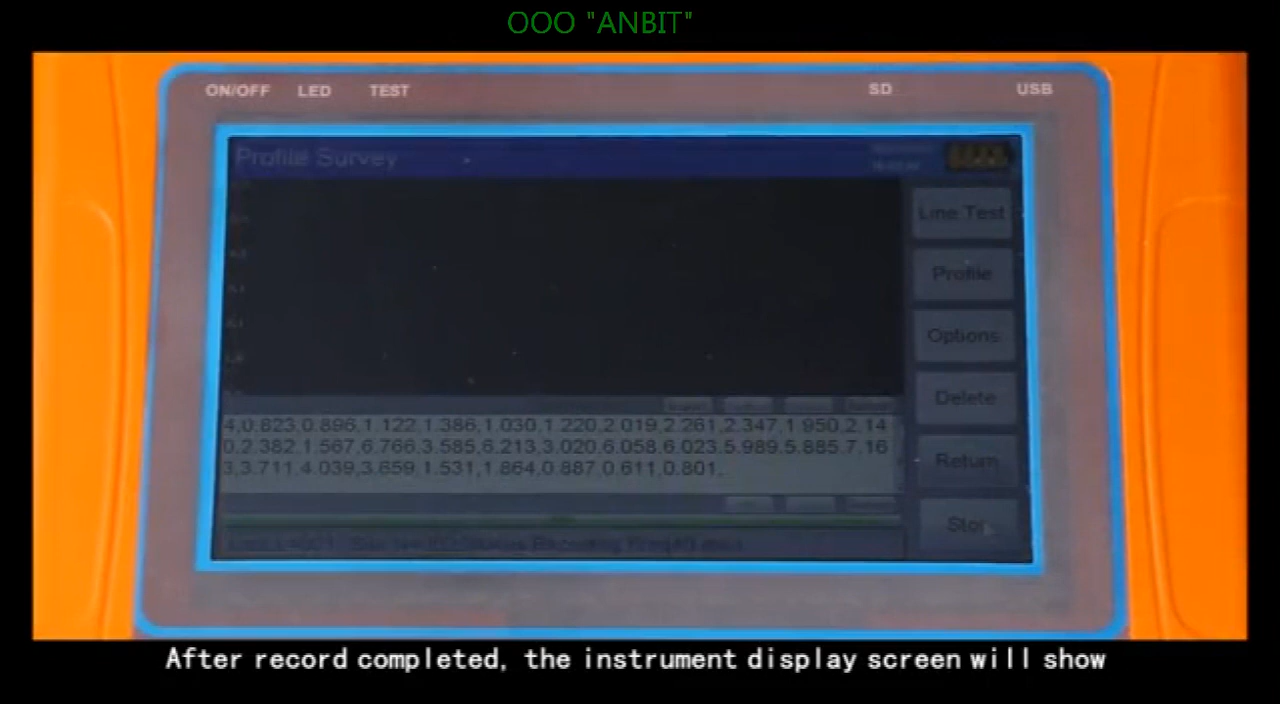 OOO "ANBIT"
ON/OFF LED TEST SD USB
Profile Survey
Line Test
Profile
Options
Delete
Return
Stop
4,0.823,0.896,1.122,1.386,1.030,1.220,2.019,2.261,2.347,1.950,2.14
0,2.382,1.567,6.766,3.585,6.213,3.020,6.058,6.023,5.989,5.885,7.16
3,3.711,4.039,3.659,1.531,1.864,0.887,0.611,0.801,
After record completed, the instrument display screen will show